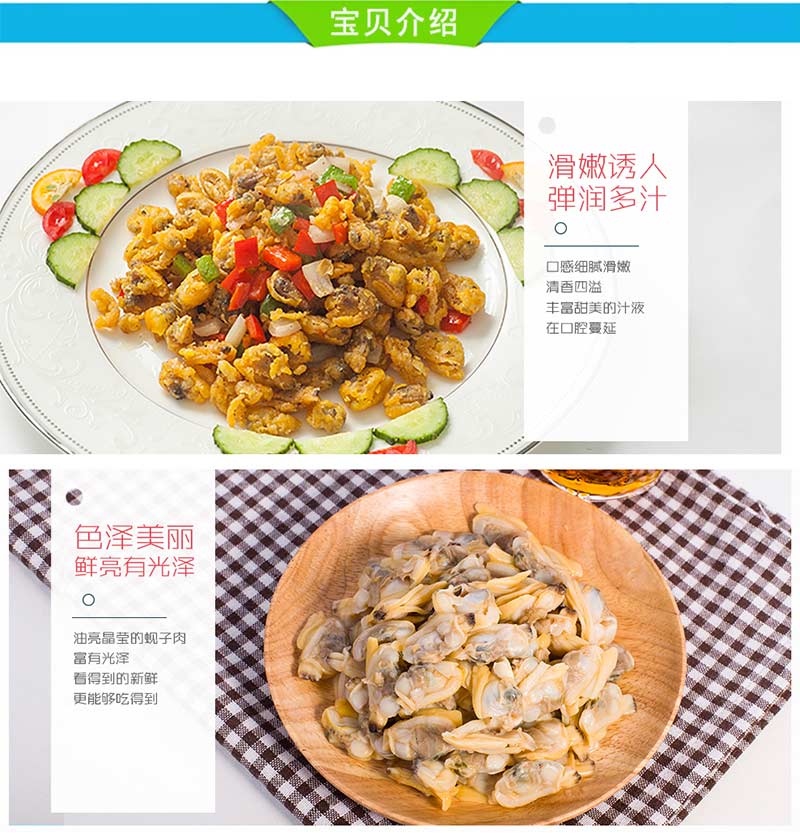 宝贝介绍
滑嫩诱人
弹润多汁
口感细腻滑嫩
清香四溢
丰富甜美的汁液
在口腔蔓延
色泽美丽
鲜亮有光泽
油亮晶莹的蚬子肉
富有光泽
看得到的新鲜
更能够吃得到